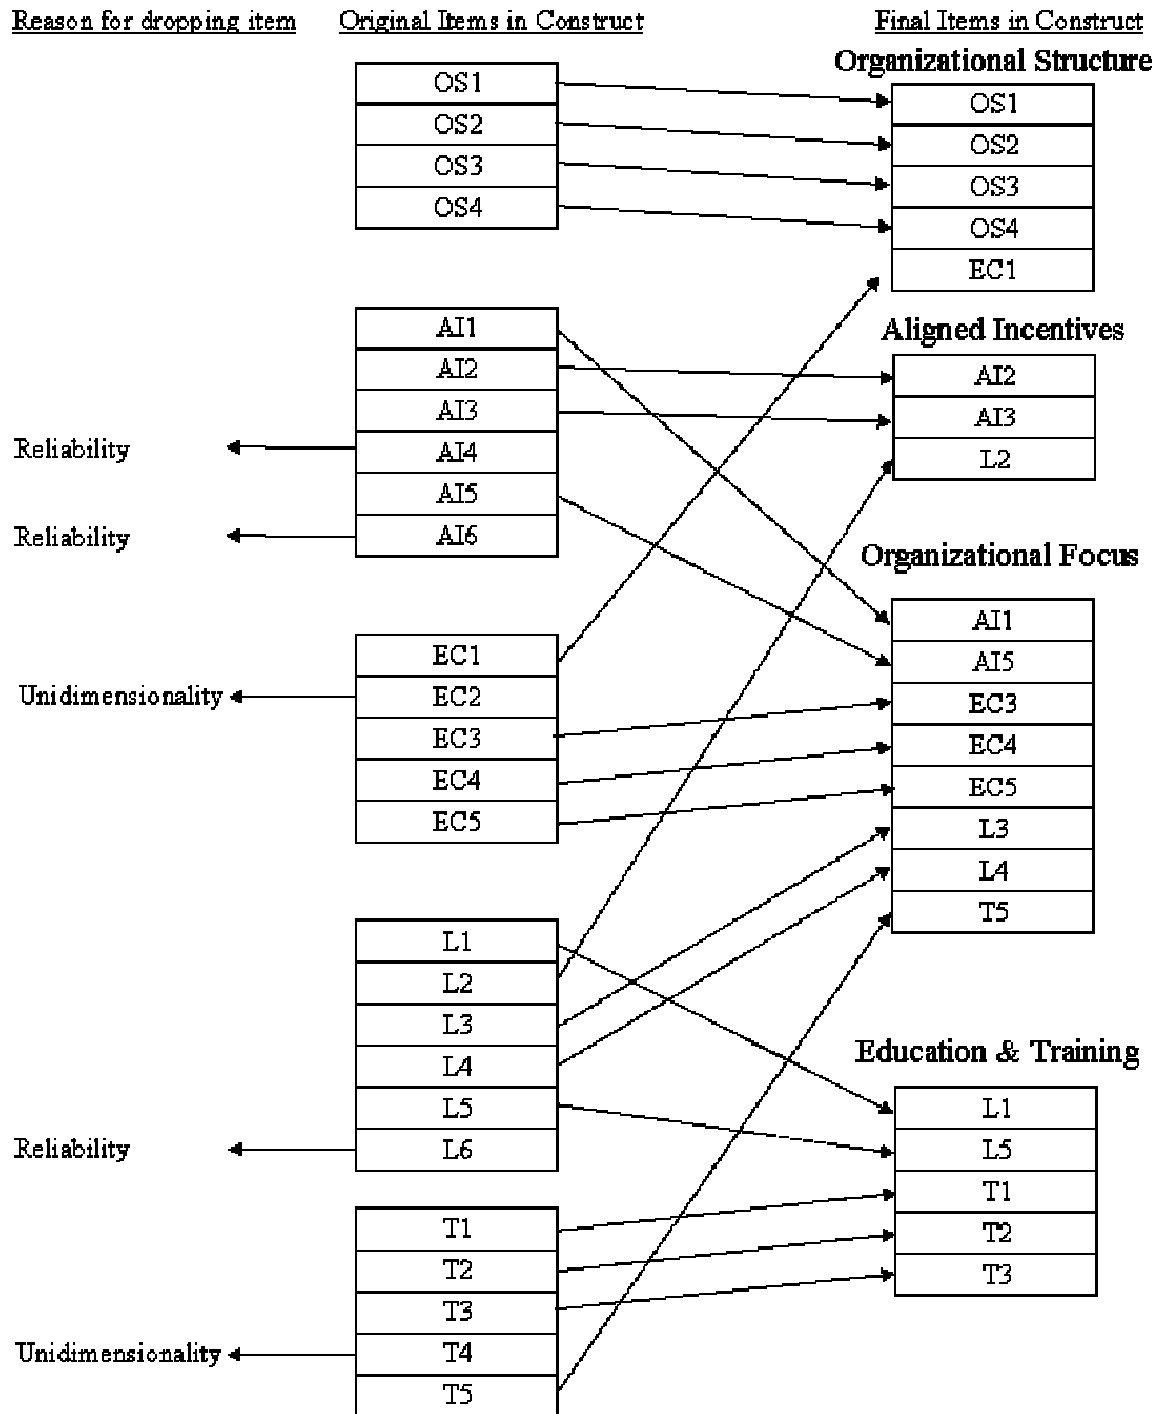 Reason for dropping item
Original Items in Construct
Final Items in Construct
Organizational Structure
OS1
OS2
OS3
OS4
OS1
OS2
OS3
OS4
EC1
Aligned Incentives
AI1
AI2
AI3
AI4
AI5
AI6
AI2
AI3
L2
Reliability
Reliability
Organizational Focus
EC1
EC2
EC3
EC4
EC5
AI1
AI5
EC3
EC4
EC5
L3
L4
T5
Unidimensionality
L1
L2
L3
L4
L5
L6
Reliability
Education & Training
L1
L5
T1
T2
T3
T1
T2
T3
T4
T5
Unidimensionality